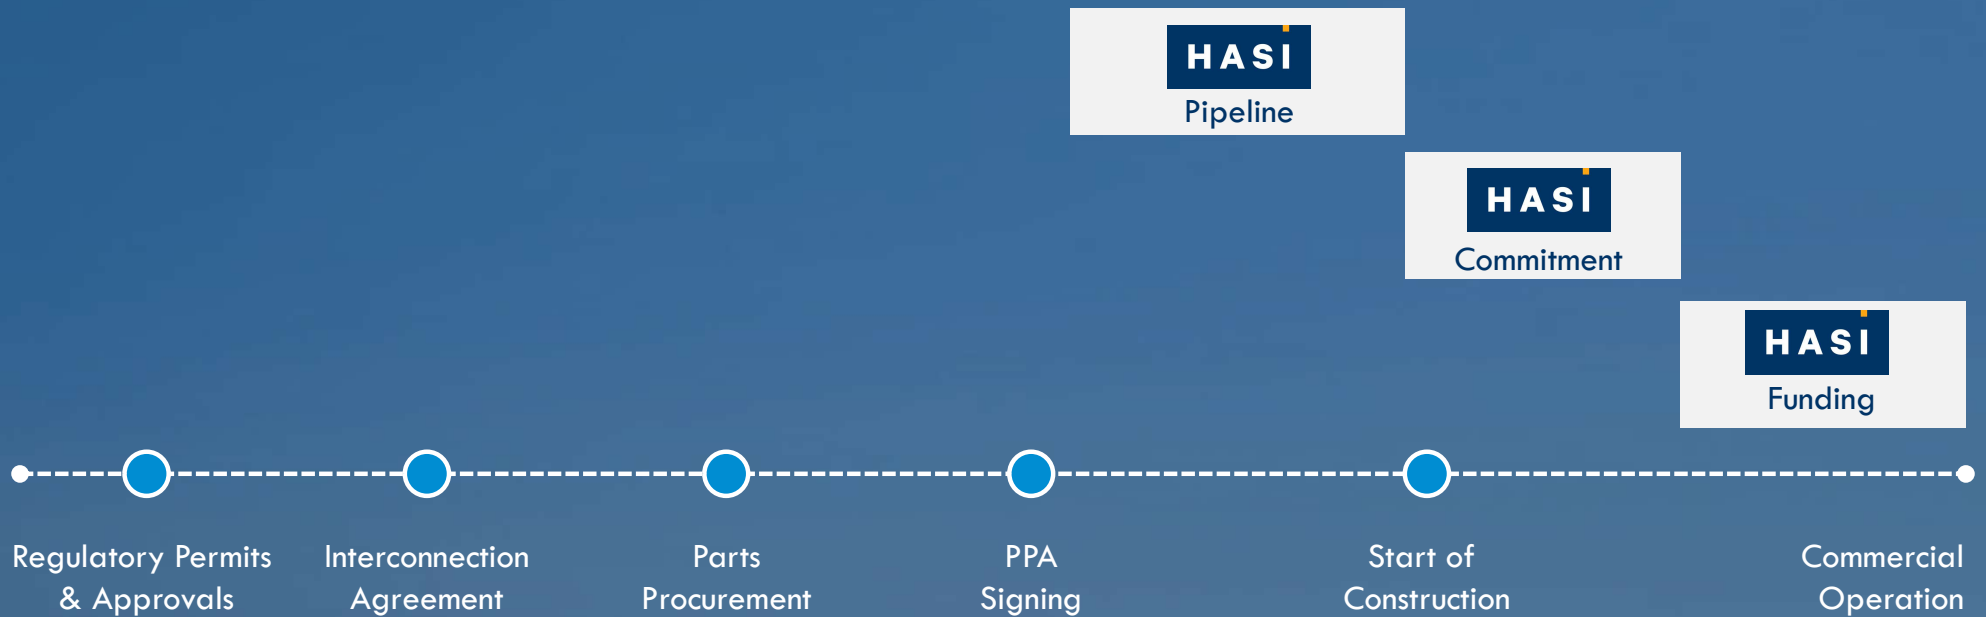 HASI
Pipeline
HASI
Commitment
HASI
Funding
Regulatory Permits
& Approvals
Interconnection
Agreement
Parts
Procurement
PPA
Signing
Start of
Construction
Commercial
Operation